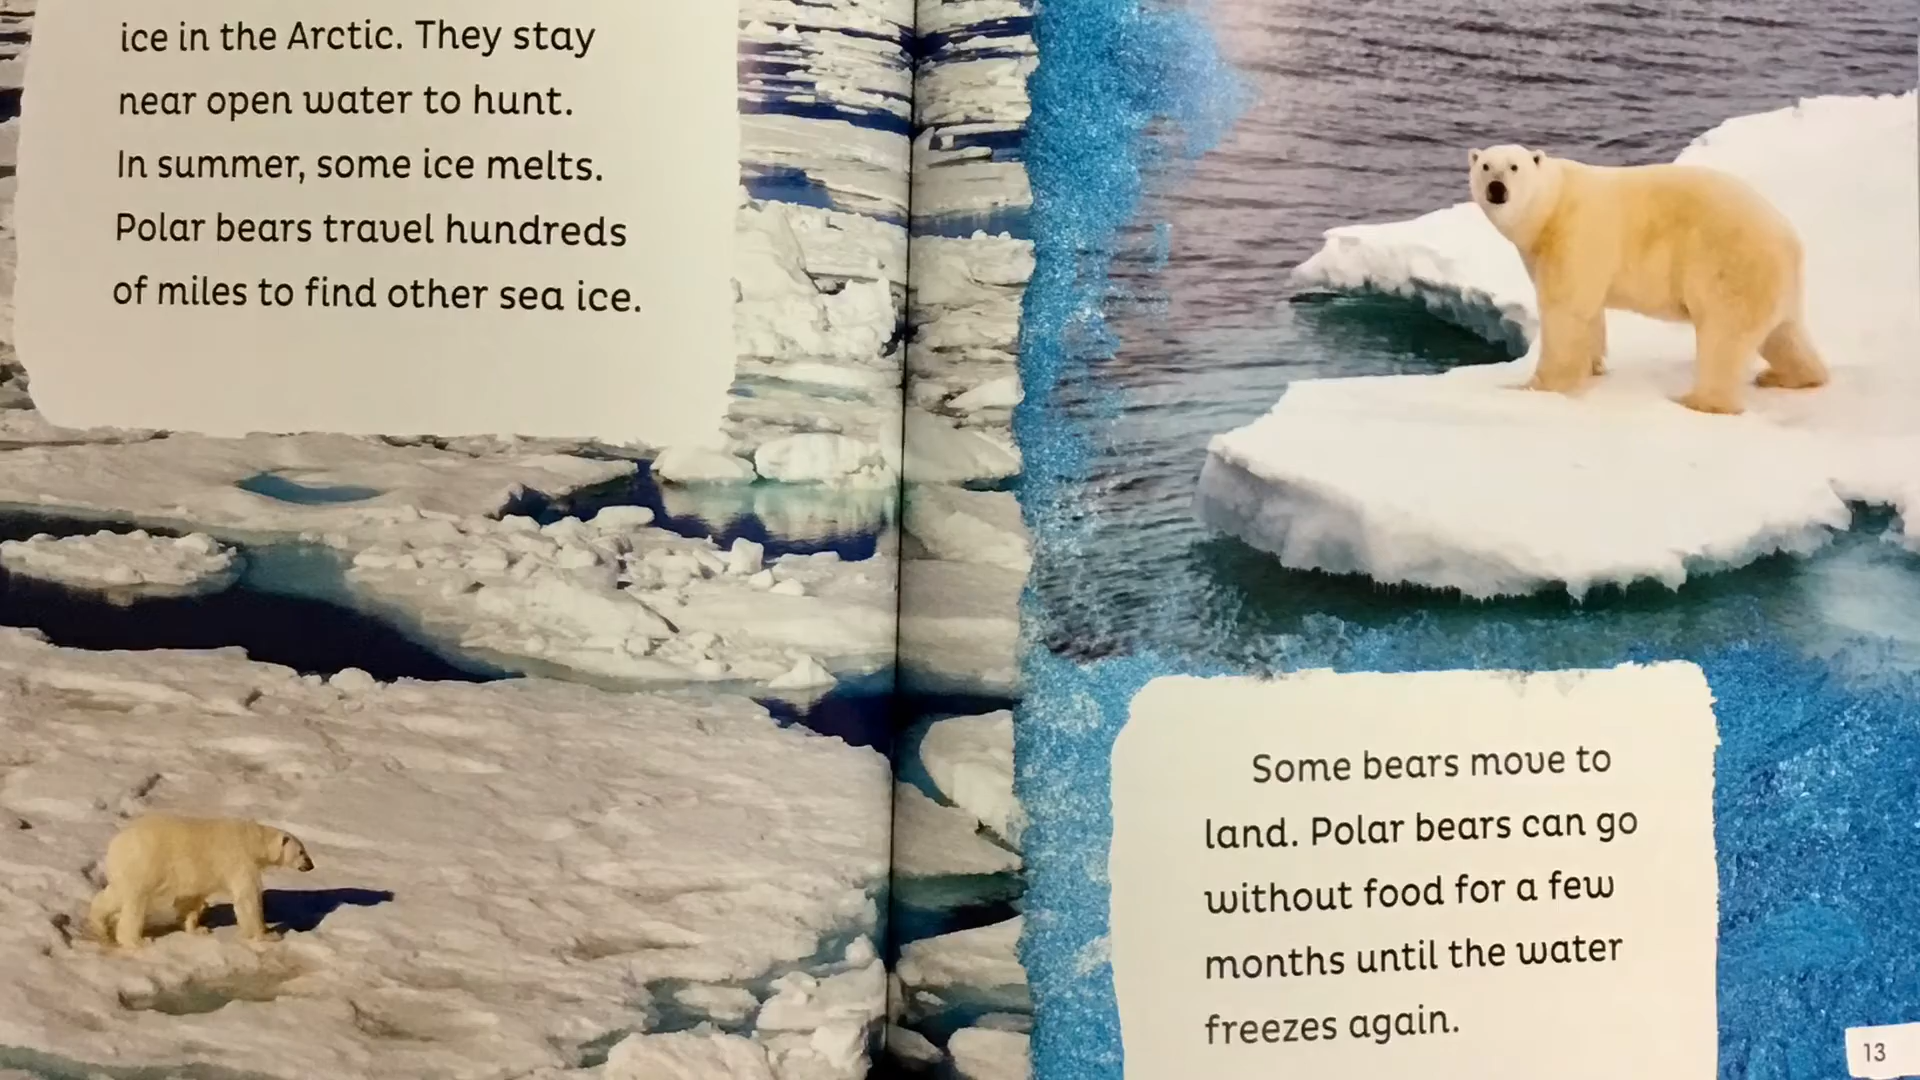 ice in the Arctic. They stay
near open water to hunt.
In summer, some ice melts.
Polar bears travel hundreds
of miles to find other sea ice.
Some bears move to
land. Polar bears can go
without food for a few
months until the water
freezes again.
13